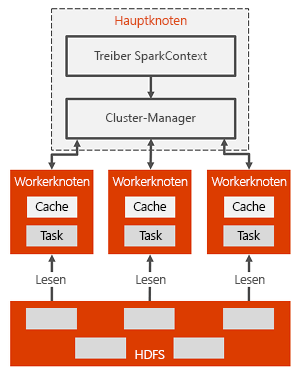 Hauptknoten
Treiber SparkContext
Cluster-Manager
Workerknoten Workerknoten Workerknoten
Cache Cache Cache
Task Task Task
Lesen Lesen Lesen
HDFS